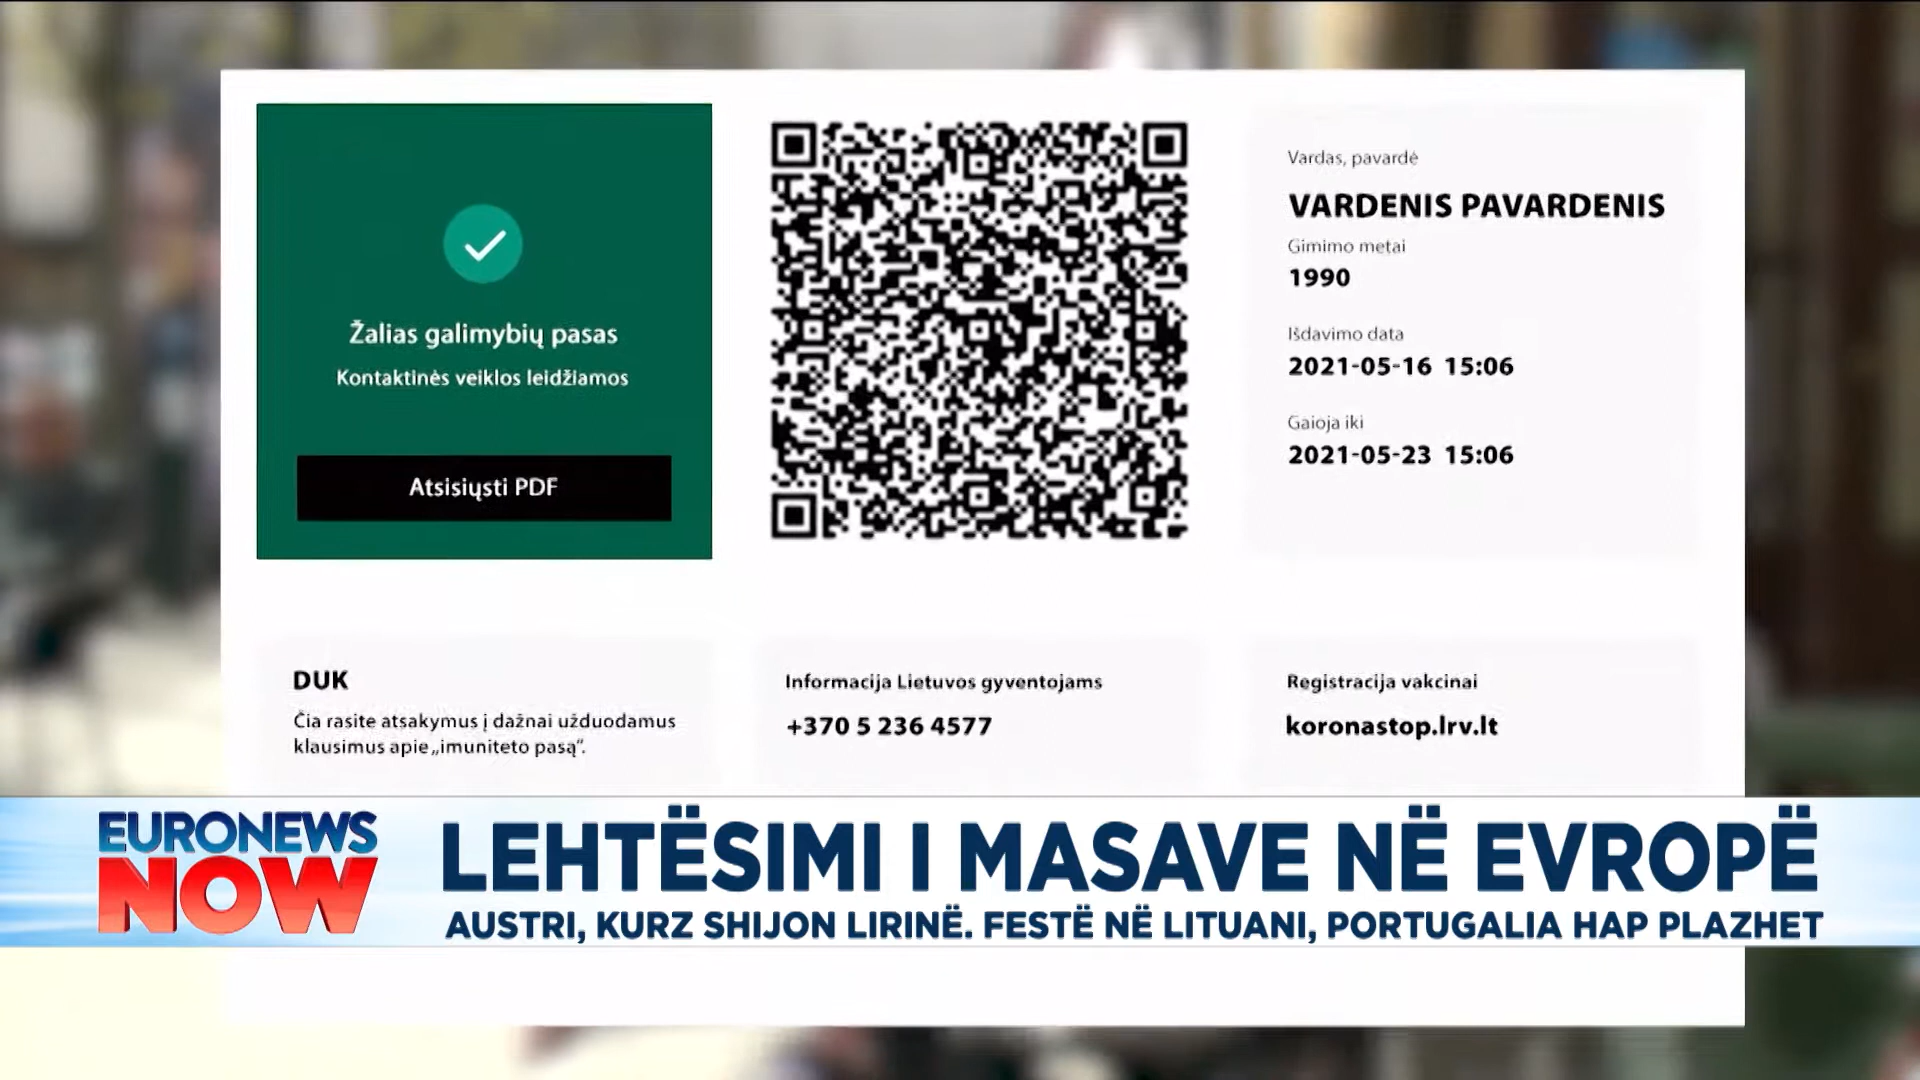 Žalias galimybių pasas
Kontaktinės veiklos leidžiamos
Atsisiųsti PDF
Vardas, pavardė
VARDENIS PAVARDENIS
Gimimo metai
1990
Išdavimo data
2021-05-16 15:06
Gaioja iki
2021-05-23 15:06
DUK
Čia rasite atsakymus į dažnai užduodamus
klausimus apie „imuniteto pasą“.
Informacija Lietuvos gyventojams
+370 5 236 4577
Registracija vakcinai
koronastop.lrv.lt
EURONEWS
NOW
LEHTËSIMI I MASAVE NË EVROPË
AUSTRI, KURZ SHIJON LIRINË. FESTË NË LITUANI, PORTUGALIA HAP PLAZHET